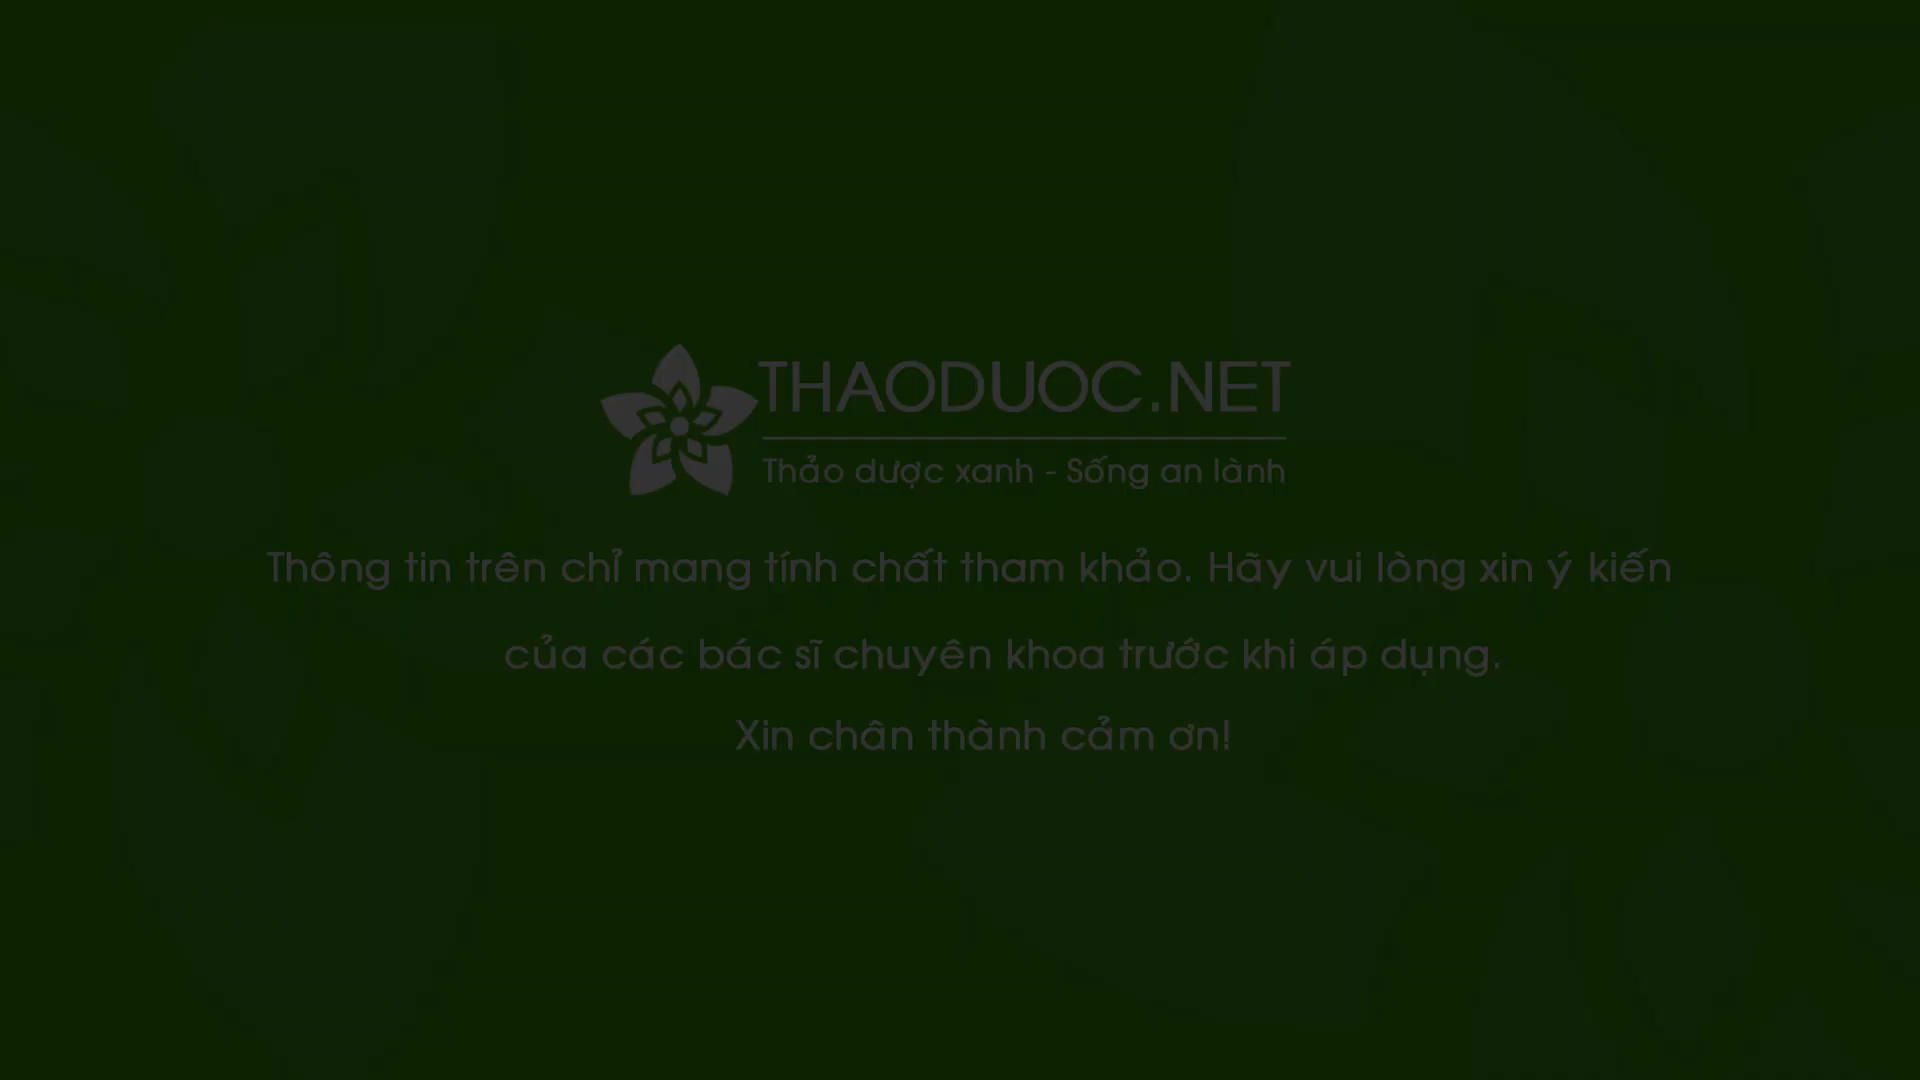 THAODUOC.NET
Thảo dược xanh - Sống an lành
Thông tin trên chỉ mang tính chất tham khảo. Hãy vui lòng xin ý kiến
của các bác sĩ chuyên khoa trước khi áp dụng.
Xin chân thành cảm ơn!